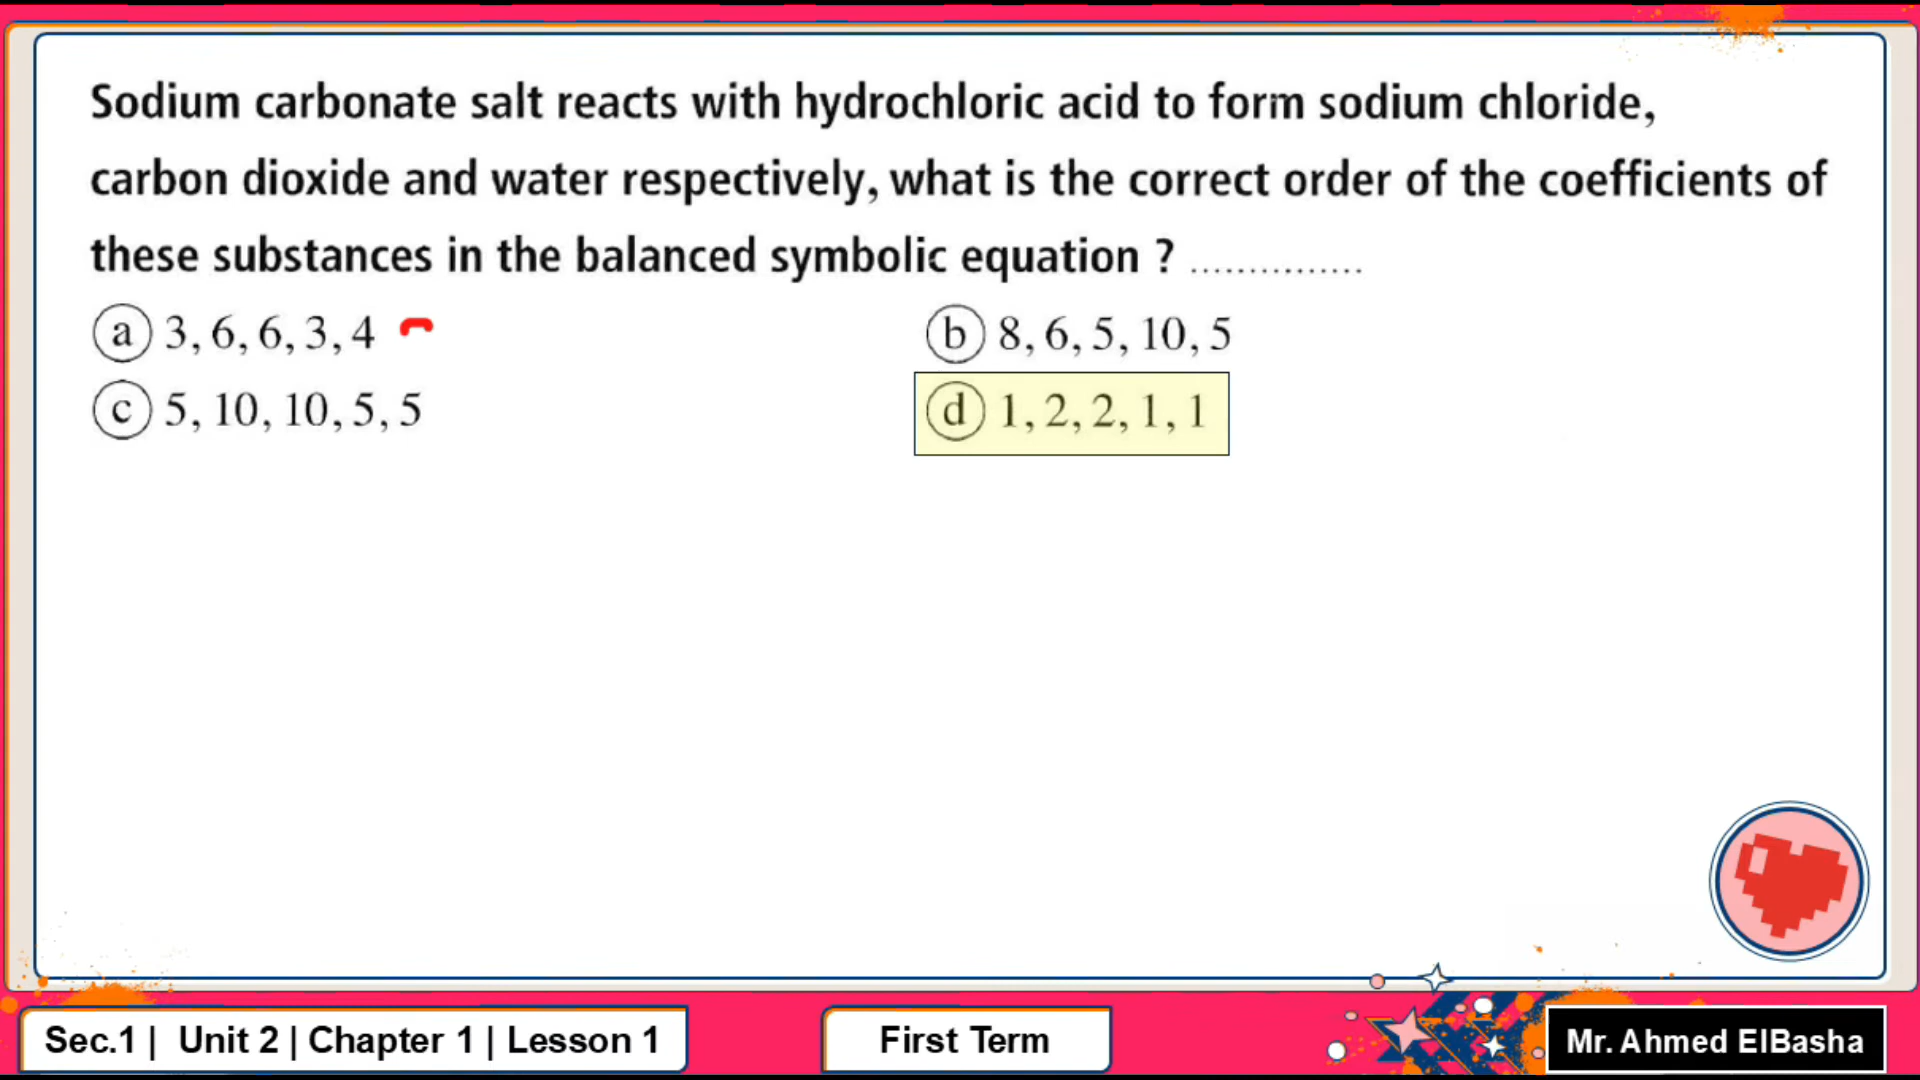 Sodium carbonate salt reacts with hydrochloric acid to form sodium chloride,
carbon dioxide and water respectively, what is the correct order of the coefficients of
these substances in the balanced symbolic equation ? ...............
a 3, 6, 6, 3, 4
b 8, 6, 5, 10, 5
c 5, 10, 10, 5, 5
d 1, 2, 2, 1, 1
Sec.1 | Unit 2 | Chapter 1 | Lesson 1
First Term
Mr. Ahmed ElBasha